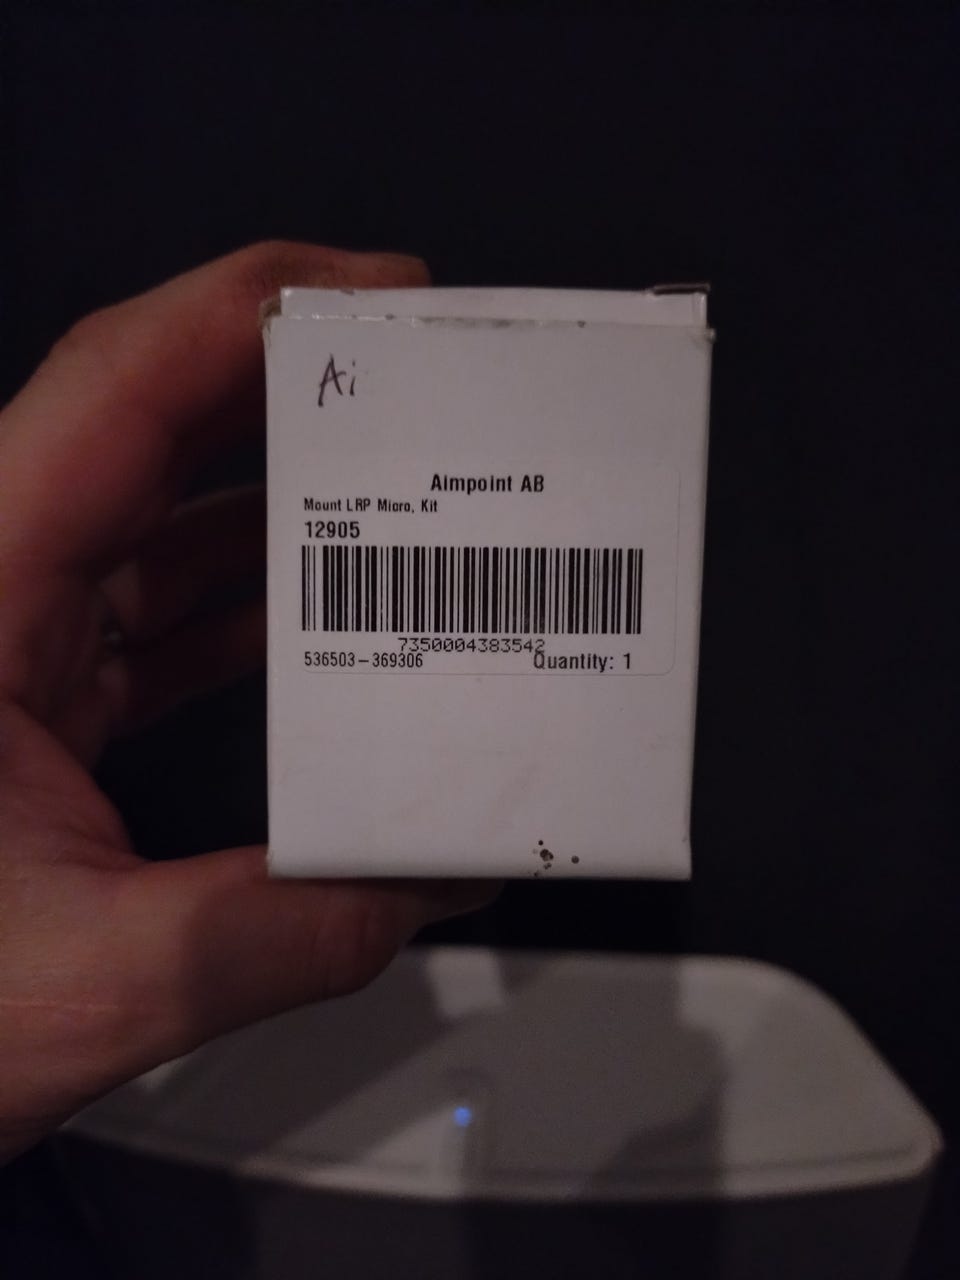 Ai
Aimpoint AB
Mount LRP Micro, Kit
12905
7350004383542
536503-369306
Quantity: 1